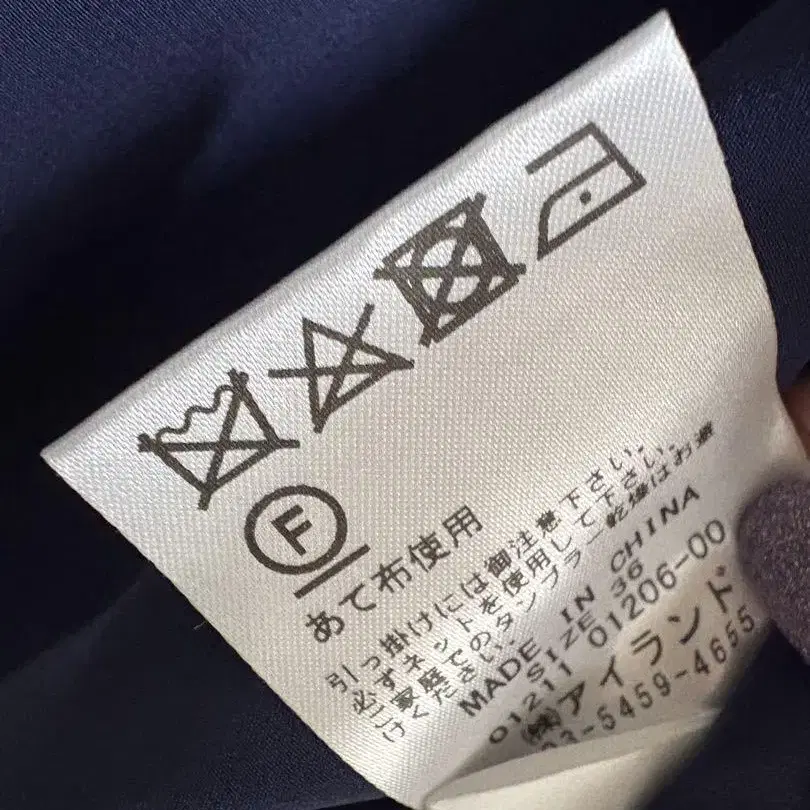 F
あて布使用
引っ掛けには御注意下さい。
必ずネットを使用して下さい。
ご家庭でのタンブラー乾燥はお避
けください。
MADE IN CHINA
SIZE 36
01211 01206-00
㈱アイランド
03-5459-4655